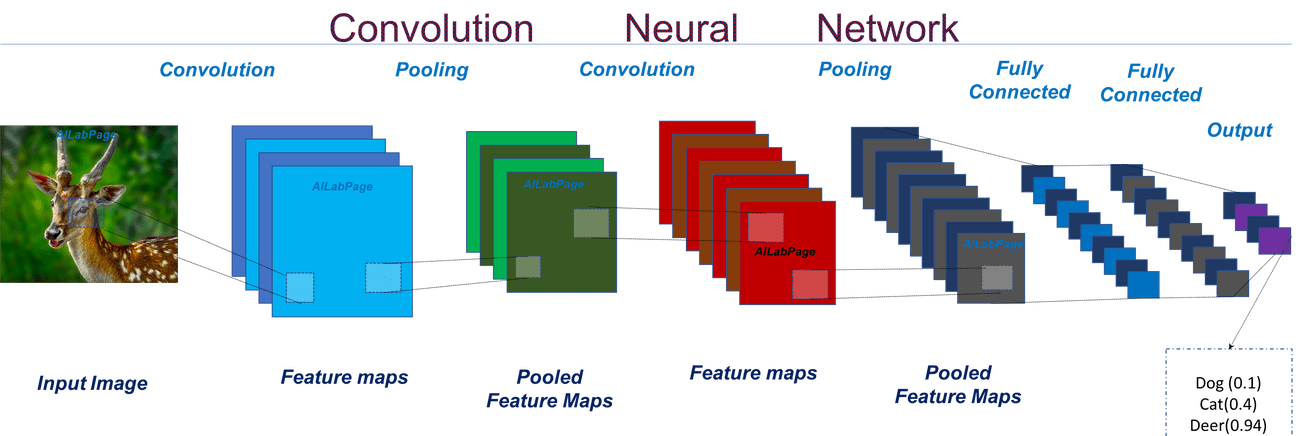 Convolution Neural Network
Convolution
Pooling
Convolution
Pooling
Fully
Connected
Fully
Connected
Output
AILabPage
AILabPage
AILabPage
AILabPage
AILabPage
Input Image
Feature maps
Pooled
Feature Maps
Feature maps
Pooled
Feature Maps
Dog (0.1)
Cat(0.4)
Deer(0.94)